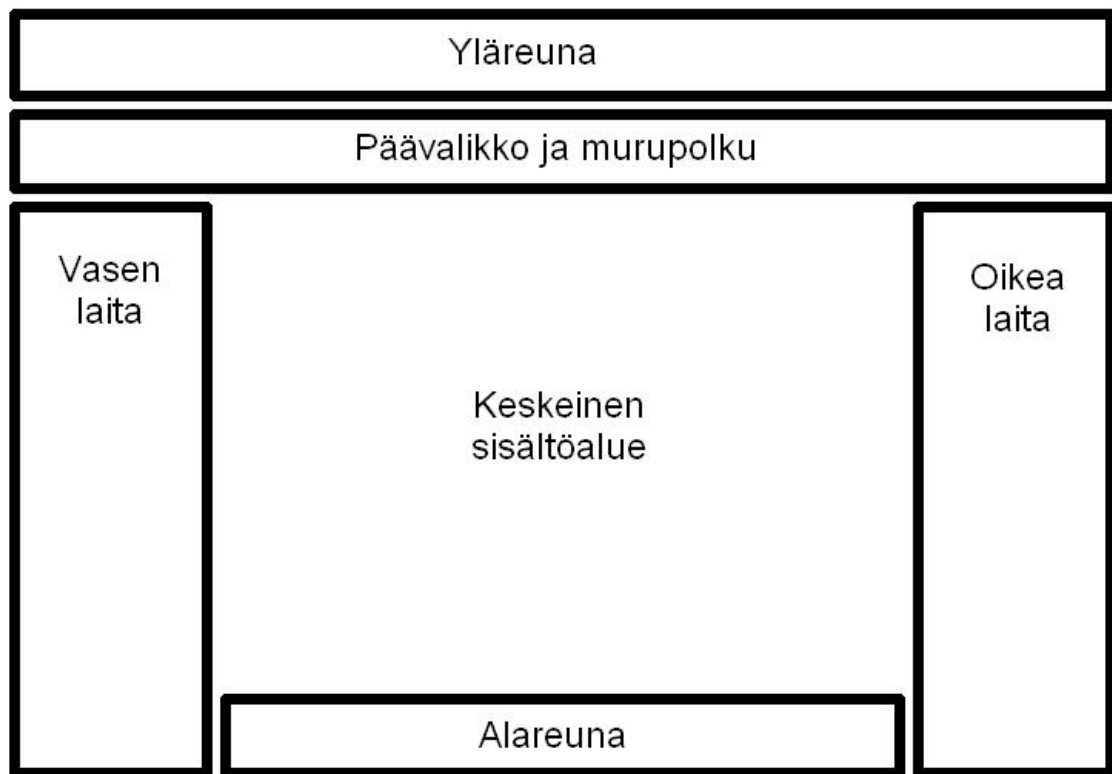 Yläreuna
Päävalikko ja murupolku
Vasen
laita
Oikea
laita
Keskeinen
sisältöalue
Alareuna